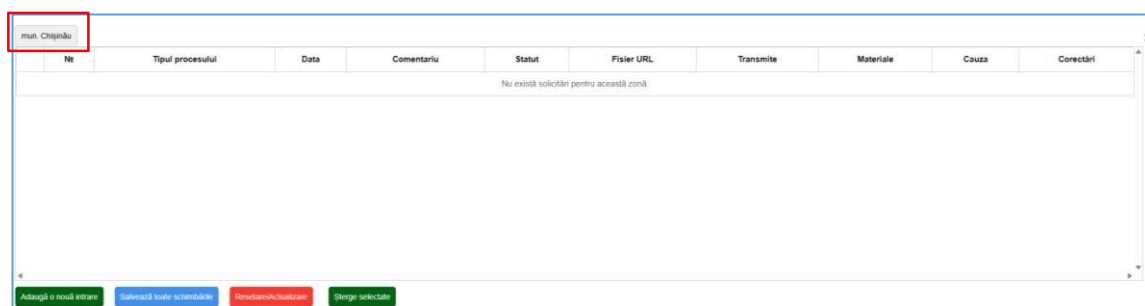 mun. Chișinău
№ Tipul procesului Data Comentariu Statut Fisier URL Transmite Materiale Cauza Corectări
Nu există solicitări pentru această zonă
Adaugă o nouă intrare Salvează toate schimbările Resetare/Actualizare Șterge selectate